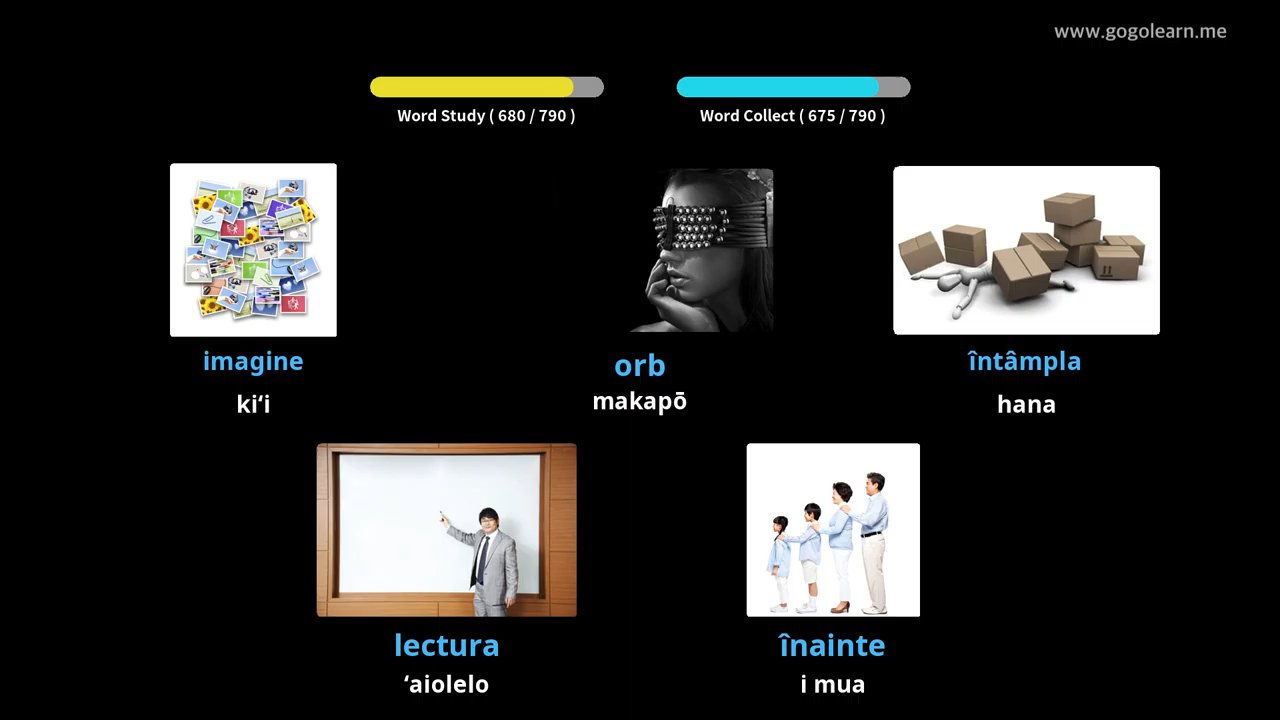 www.gogolearn.me
Word Study ( 680 / 790 )
Word Collect ( 675 / 790 )
imagine
orb
întâmpla
kiʻi
makapō
hana
lectura
înainte
ʻaiolelo
i mua